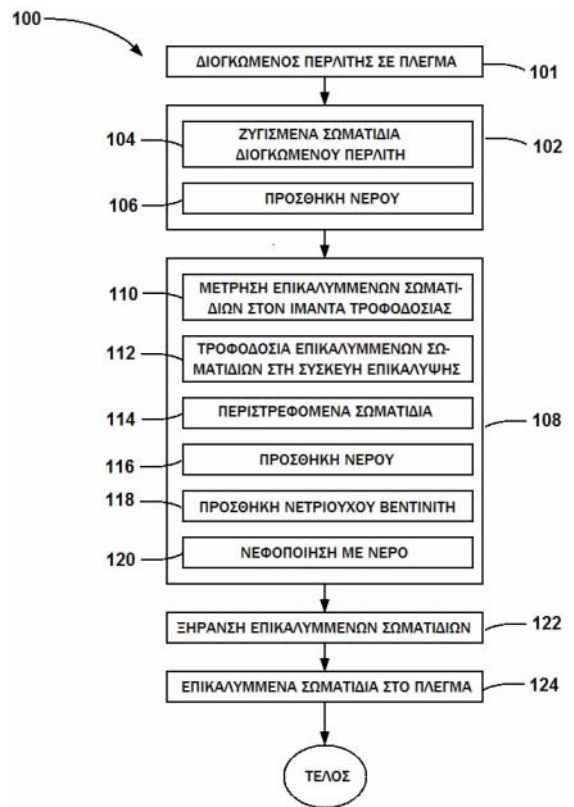 100
ΔΙΟΓΚΩΜΕΝΟΣ ΠΕΡΛΙΤΗΣ ΣΕ ΠΛΕΓΜΑ
101
104
ΖΥΓΙΣΜΕΝΑ ΣΩΜΑΤΙΔΙΑ
ΔΙΟΓΚΩΜΕΝΟΥ ΠΕΡΛΙΤΗ
102
106
ΠΡΟΣΘΗΚΗ ΝΕΡΟΥ
110
ΜΕΤΡΗΣΗ ΕΠΙΚΑΛΥΜΜΕΝΩΝ ΣΩΜΑΤΙ-
ΔΙΩΝ ΣΤΟΝ ΙΜΑΝΤΑ ΤΡΟΦΟΔΟΣΙΑΣ
112
ΤΡΟΦΟΔΟΣΙΑ ΕΠΙΚΑΛΥΜΜΕΝΩΝ ΣΩ-
ΜΑΤΙΔΙΩΝ ΣΤΗ ΣΥΣΚΕΥΗ ΕΠΙΚΑΛΥΨΗΣ
114
ΠΕΡΙΣΤΡΕΦΟΜΕΝΑ ΣΩΜΑΤΙΔΙΑ
108
116
ΠΡΟΣΘΗΚΗ ΝΕΡΟΥ
118
ΠΡΟΣΘΗΚΗ ΝΕΤΡΙΟΥΧΟΥ ΒΕΝΤΙΝΙΤΗ
120
ΝΕΦΟΠΟΙΗΣΗ ΜΕ ΝΕΡΟ
ΞΗΡΑΝΣΗ ΕΠΙΚΑΛΥΜΜΕΝΩΝ ΣΩΜΑΤΙΔΙΩΝ
122
ΕΠΙΚΑΛΥΜΜΕΝΑ ΣΩΜΑΤΙΔΙΑ ΣΤΟ ΠΛΕΓΜΑ
124
ΤΕΛΟΣ